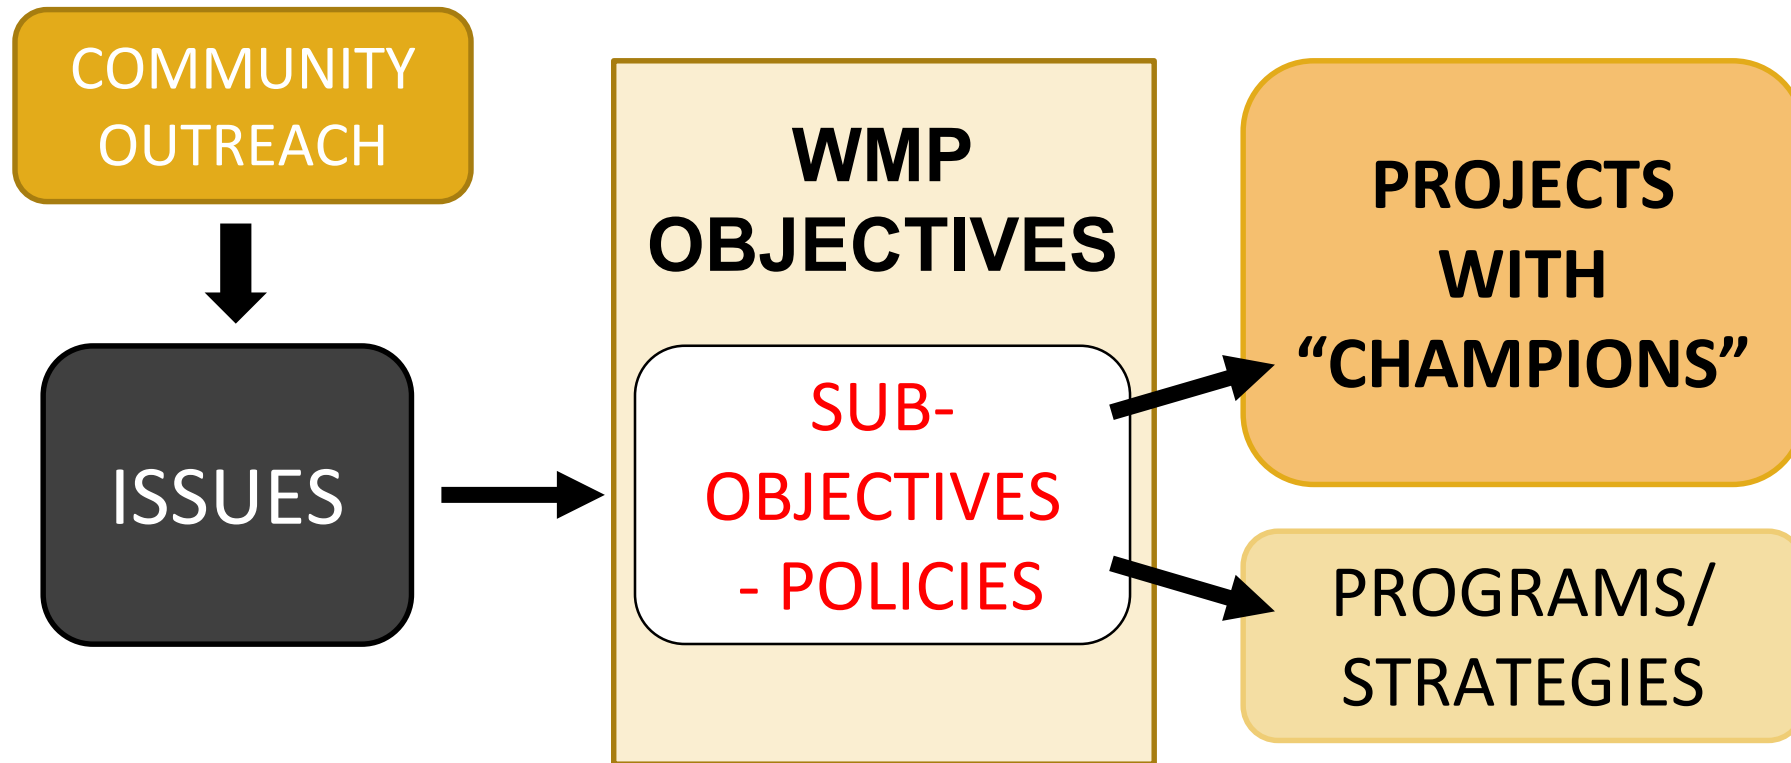 COMMUNITY
OUTREACH
ISSUES
WMP
OBJECTIVES
SUB-
OBJECTIVES
- POLICIES
PROJECTS
WITH
“CHAMPIONS”
PROGRAMS/
STRATEGIES